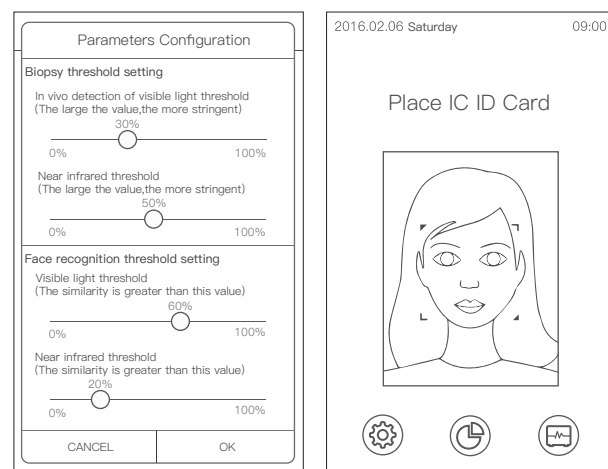 Parameters Configuration
Biopsy threshold setting
In vivo detection of visible light threshold
(The large the value,the more stringent)
30%
0%
100%
Near infrared threshold
(The large the value,the more stringent)
50%
0%
100%
Face recognition threshold setting
Visible light threshold
(The similarity is greater than this value)
60%
0%
100%
Near infrared threshold
(The similarity is greater than this value)
20%
0%
100%
CANCEL
OK
2016.02.06 Saturday
09:00
Place IC ID Card